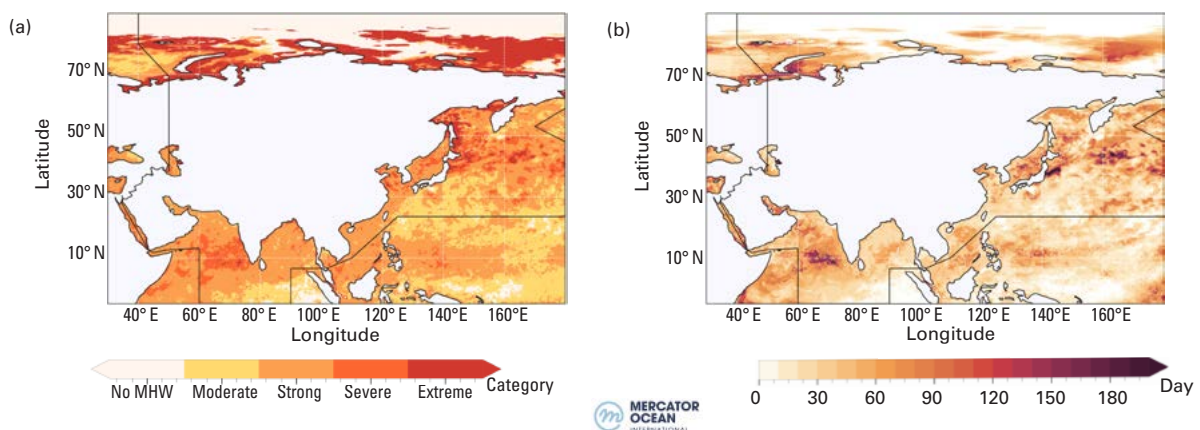 (a)
Latitude
70° N
50° N
30° N
10° N
40° E
60° E
80° E
100° E
120° E
140° E
160° E
Longitude
No MHW
Moderate
Strong
Severe
Extreme
Category
(b)
Latitude
70° N
50° N
30° N
10° N
40° E
60° E
80° E
100° E
120° E
140° E
160° E
Longitude
0
30
60
90
120
150
180
Day
MERCATOR
OCEAN
INTERNATIONAL